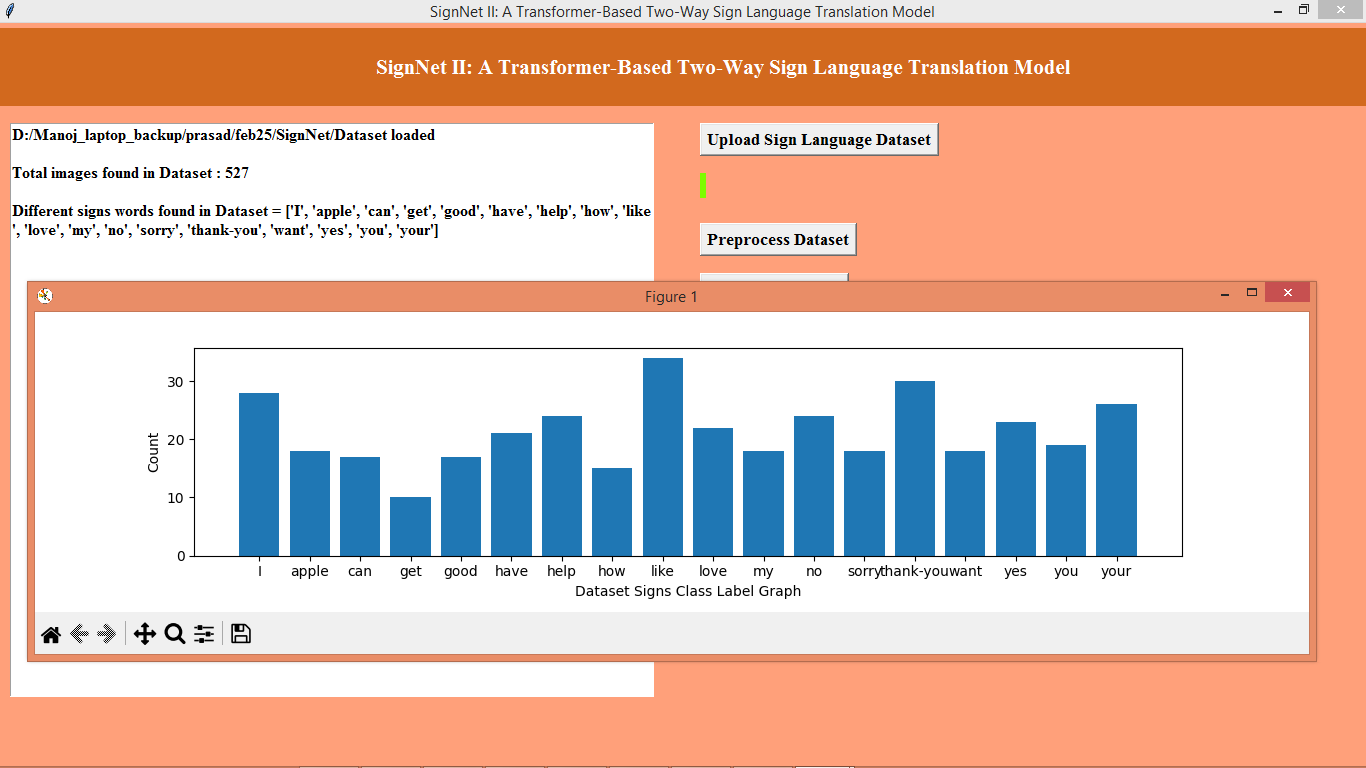 SignNet II: A Transformer-Based Two-Way Sign Language Translation Model
SignNet II: A Transformer-Based Two-Way Sign Language Translation Model
D:/Manoj_laptop_backup/prasad/feb25/SignNet/Dataset loaded
Total images found in Dataset : 527
Different signs words found in Dataset = ['I', 'apple', 'can', 'get', 'good', 'have', 'help', 'how', 'like
', 'love', 'my', 'no', 'sorry', 'thank-you', 'want', 'yes', 'you', 'your']
Upload Sign Language Dataset
Preprocess Dataset
Figure 1
30
20
10
0
Count
I apple can get good have help how like love my no sorry thank-you want yes you your
Dataset Signs Class Label Graph